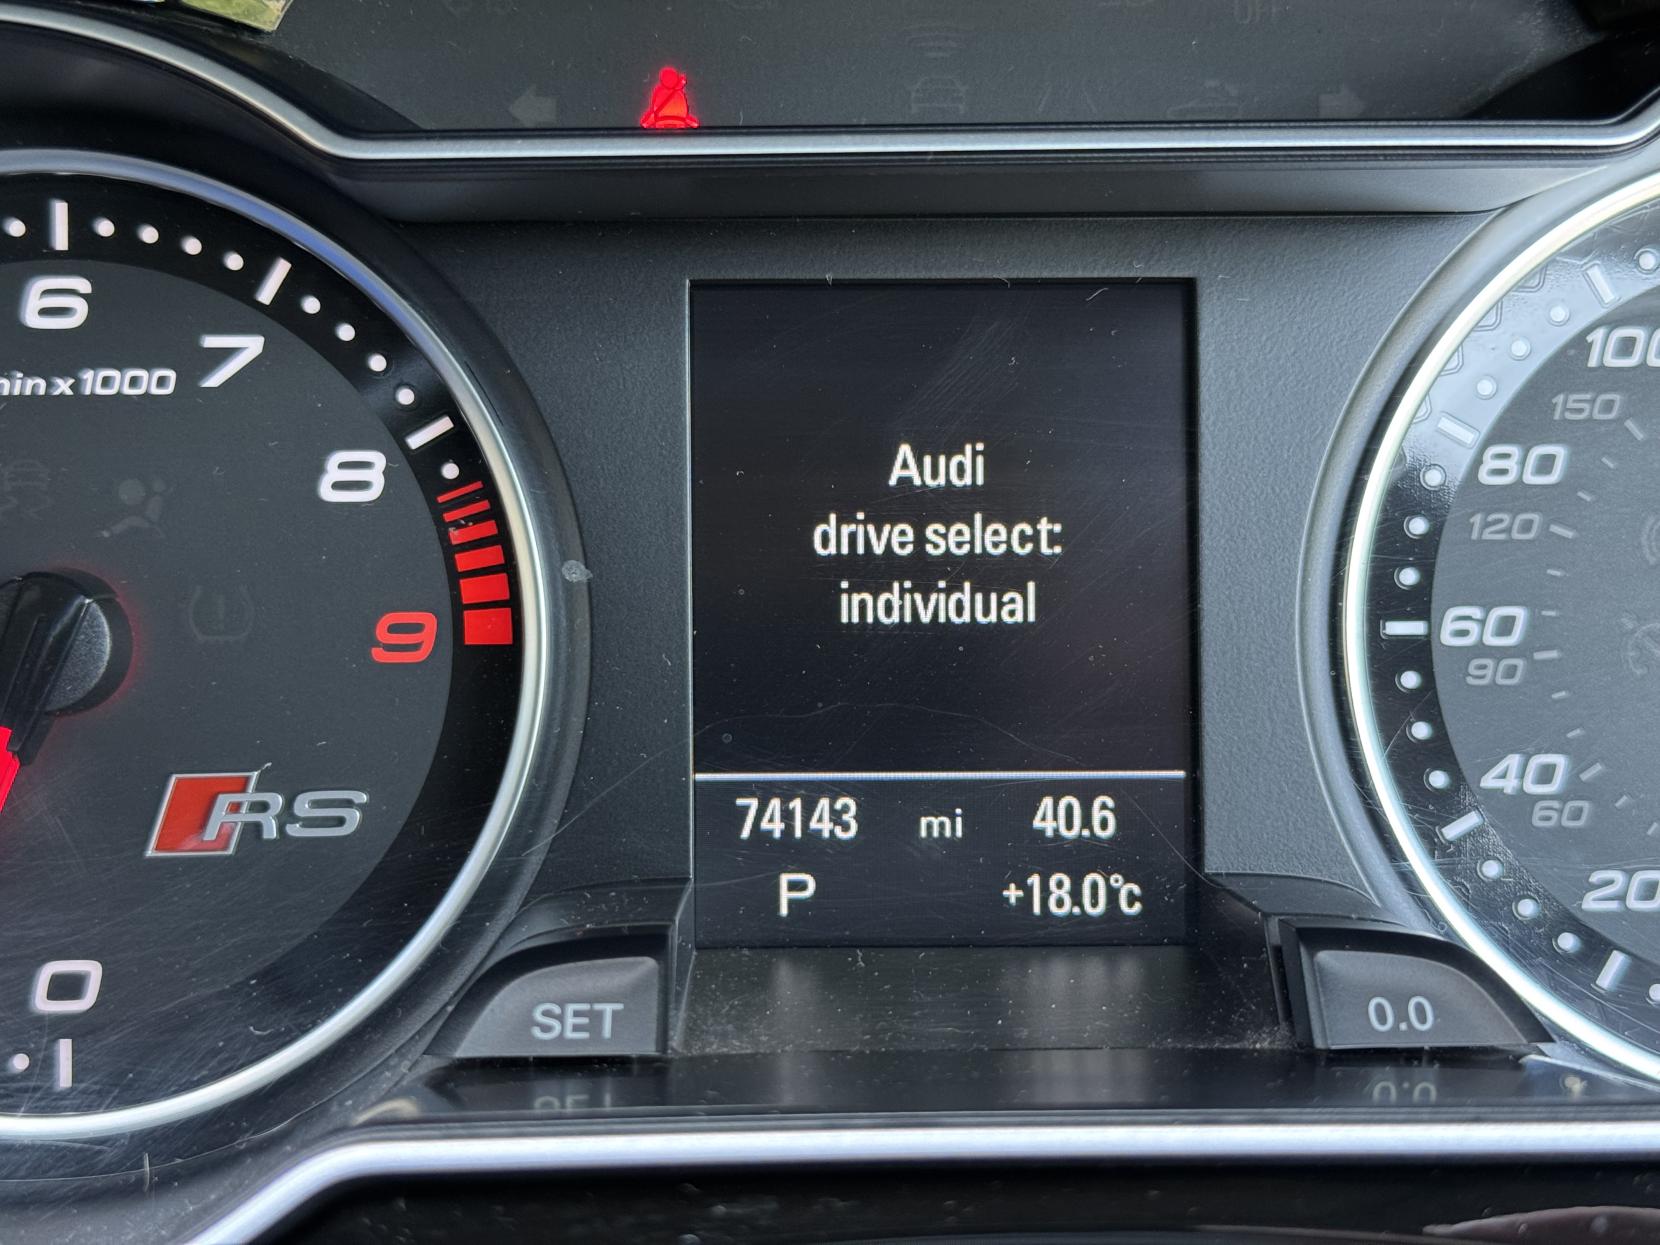 OFF
6
7
min x 1000
8
9
RS
0
Audi
drive select:
individual
74143 mi 40.6
P +18.0°C
SET
0.0
100
150
80
120
60
90
40
60
20